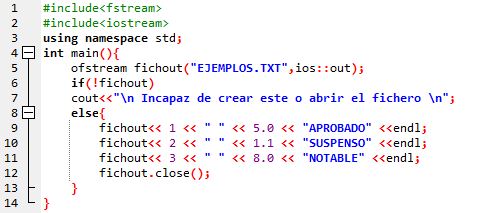 1 #include<fstream>
2 #include<iostream>
3 using namespace std;
4 int main(){
5 ofstream fichout("EJEMPLOS.TXT",ios::out);
6 if(!fichout)
7 cout<<"\n Incapaz de crear este o abrir el fichero \n";
8 else{
9 fichout<< 1 << " " << 5.0 << "APROBADO" <<endl;
10 fichout<< 2 << " " << 1.1 << "SUSPENSO" <<endl;
11 fichout<< 3 << " " << 8.0 << "NOTABLE" <<endl;
12 fichout.close();
13 }
14 }